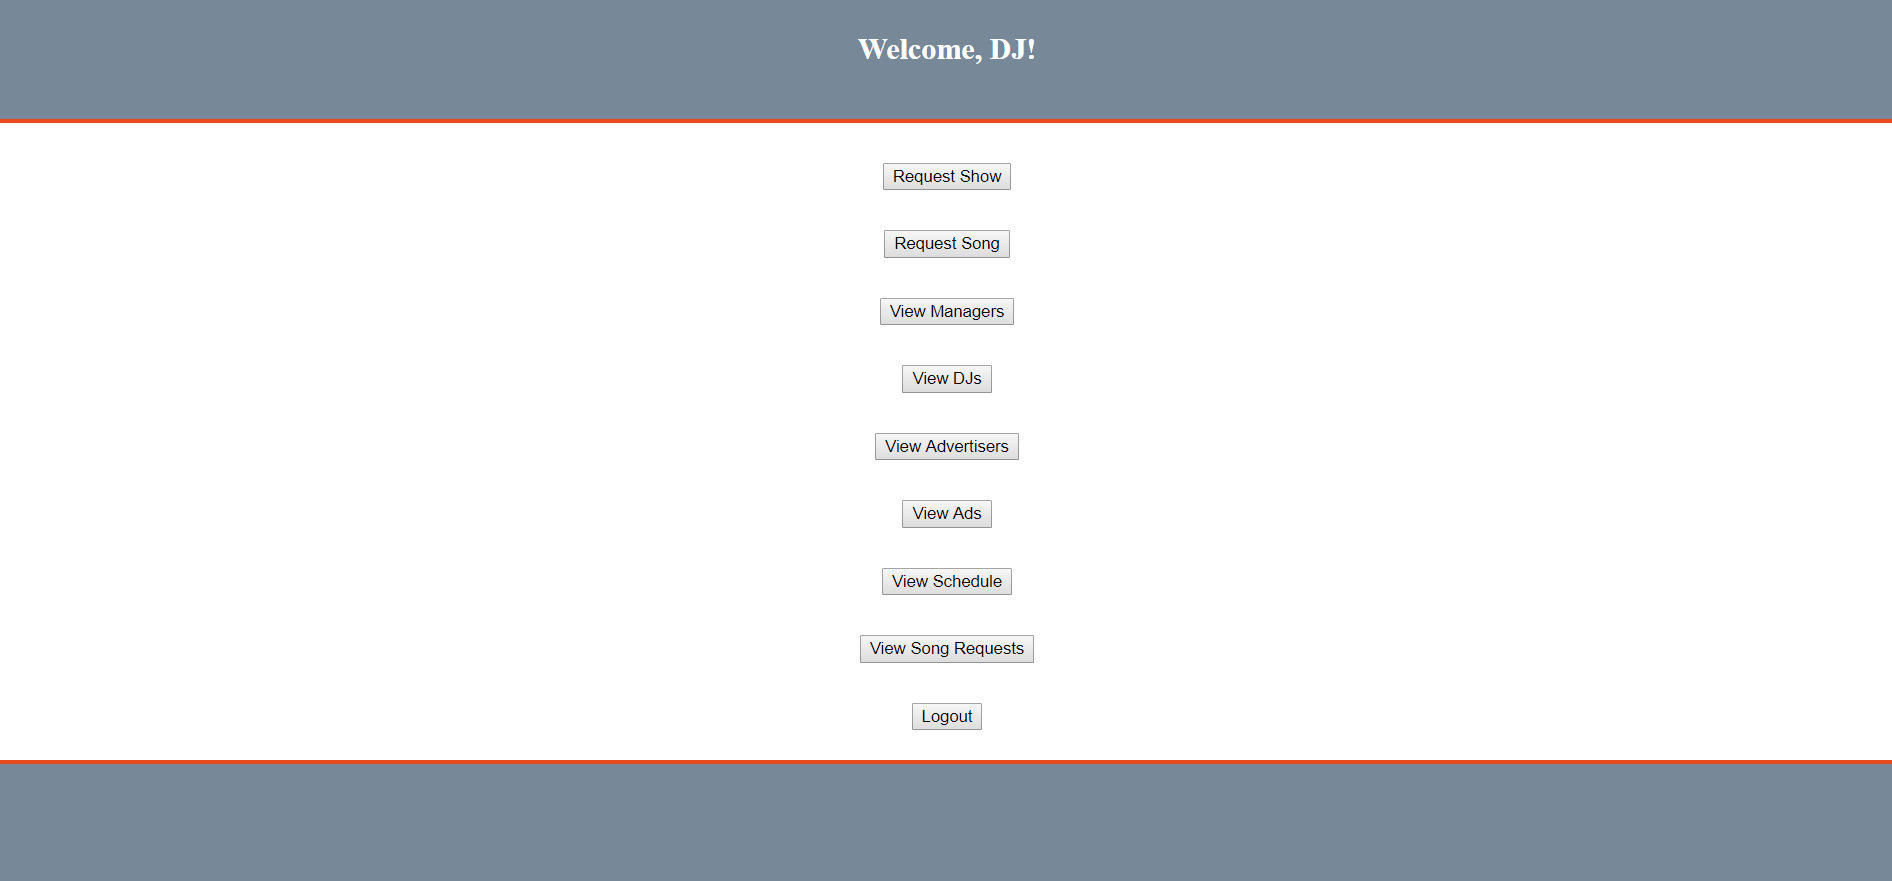 Welcome, DJ!
Request Show
Request Song
View Managers
View DJs
View Advertisers
View Ads
View Schedule
View Song Requests
Logout